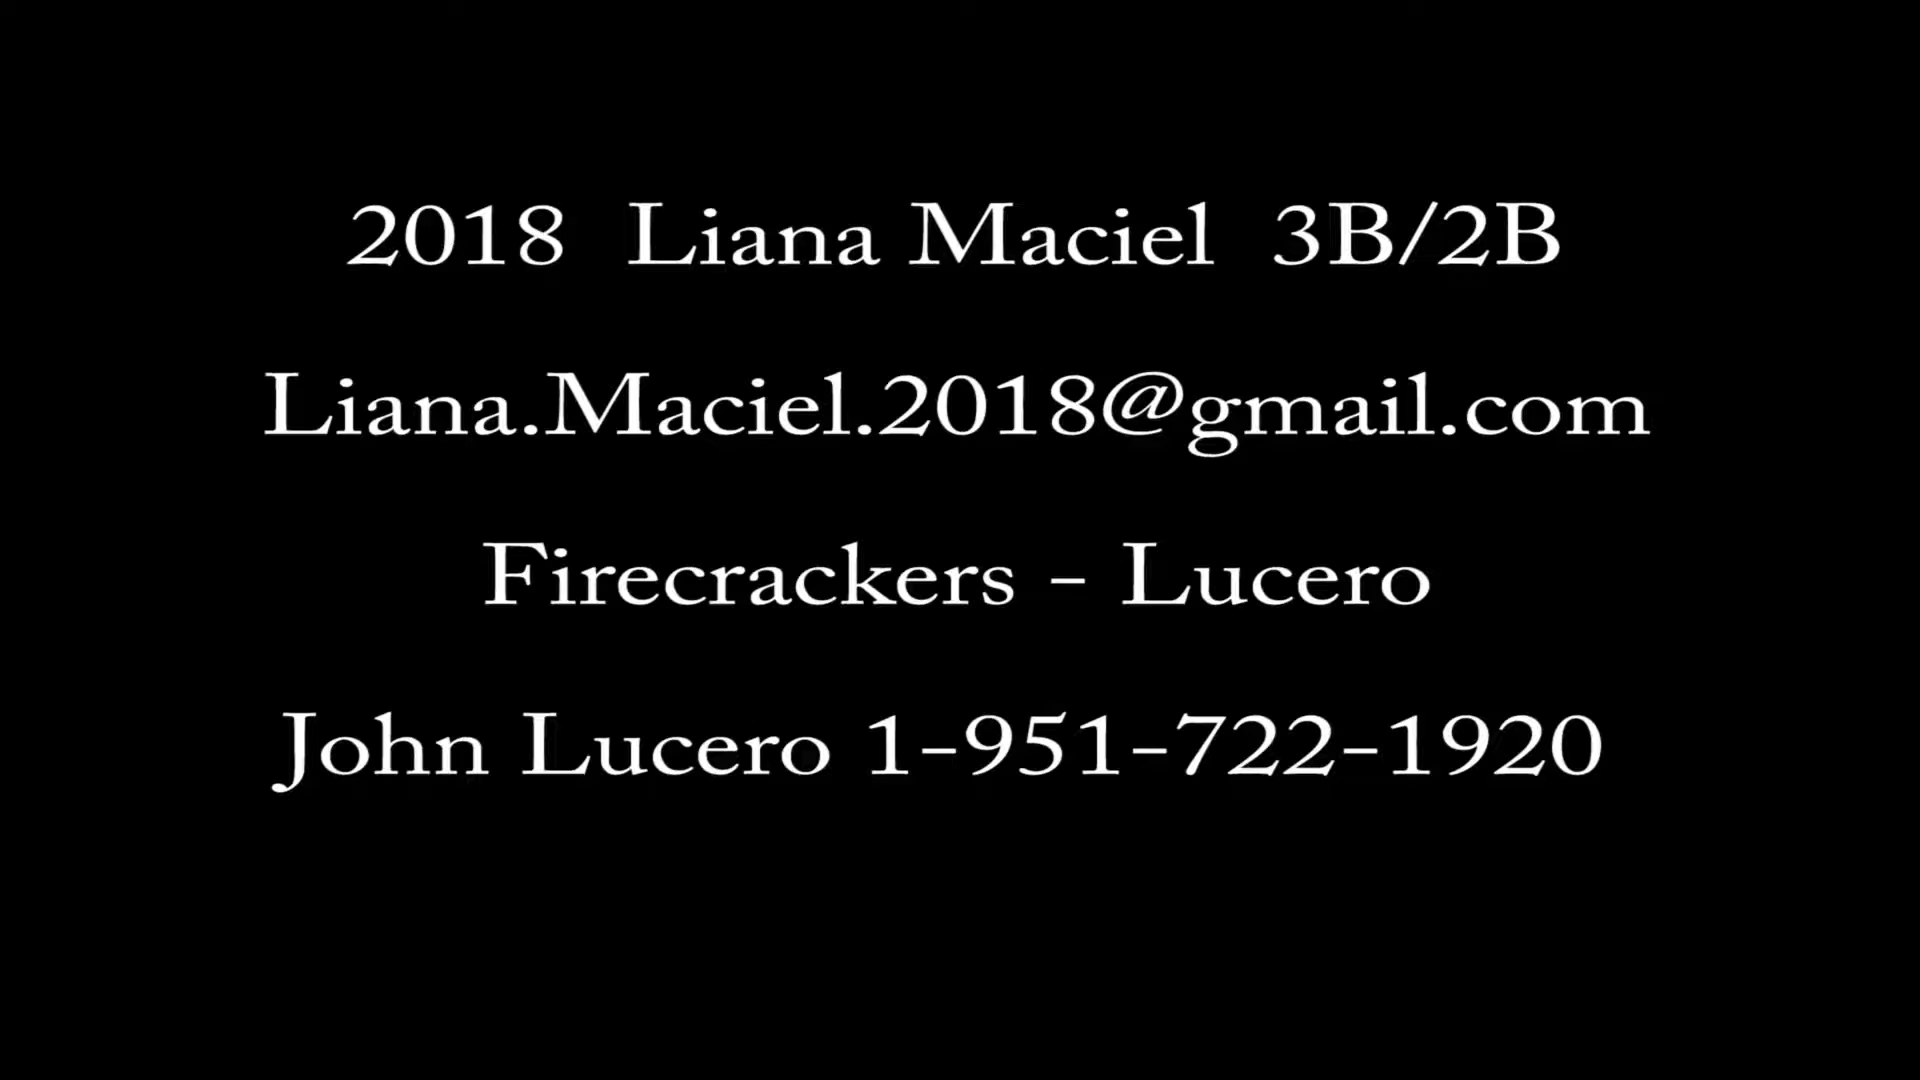 2018 Liana Maciel 3B/2B
Liana.Maciel.2018@gmail.com
Firecrackers - Lucero
John Lucero 1-951-722-1920